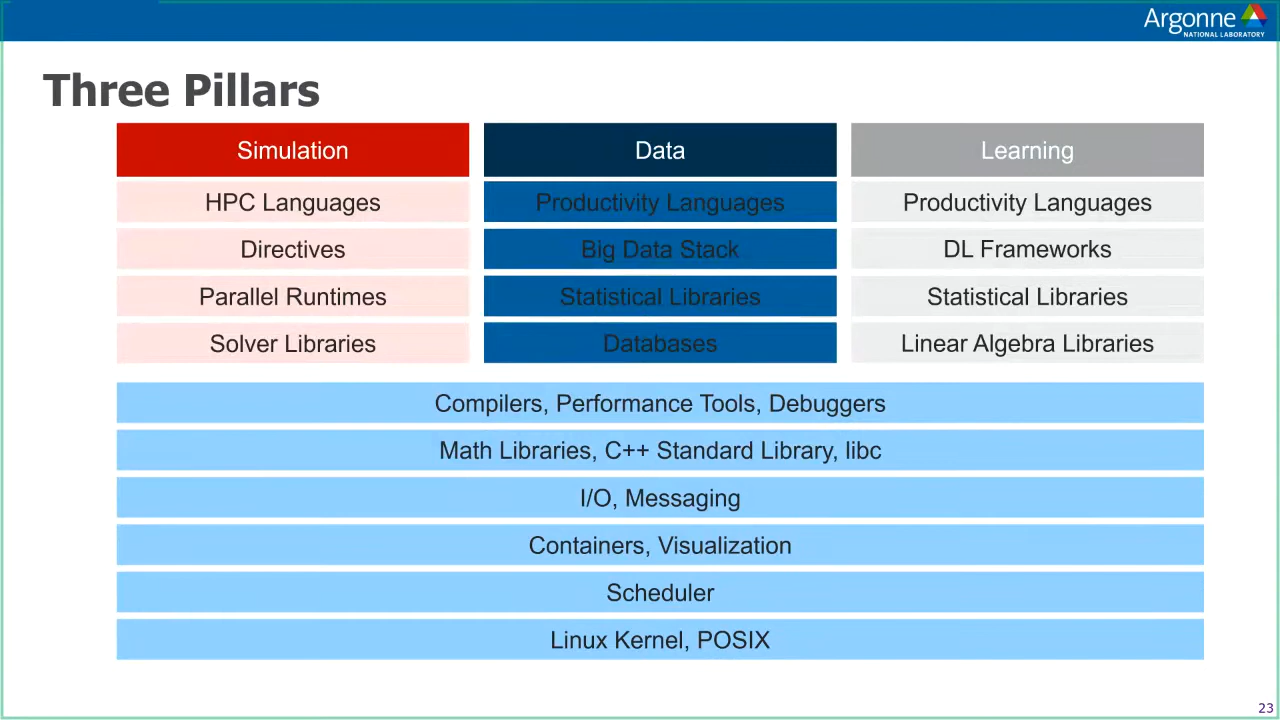 Argonne
NATIONAL LABORATORY
Three Pillars
Simulation
Data
Learning
HPC Languages
Productivity Languages
Productivity Languages
Directives
Big Data Stack
DL Frameworks
Parallel Runtimes
Statistical Libraries
Statistical Libraries
Solver Libraries
Databases
Linear Algebra Libraries
Compilers, Performance Tools, Debuggers
Math Libraries, C++ Standard Library, libc
I/O, Messaging
Containers, Visualization
Scheduler
Linux Kernel, POSIX
23